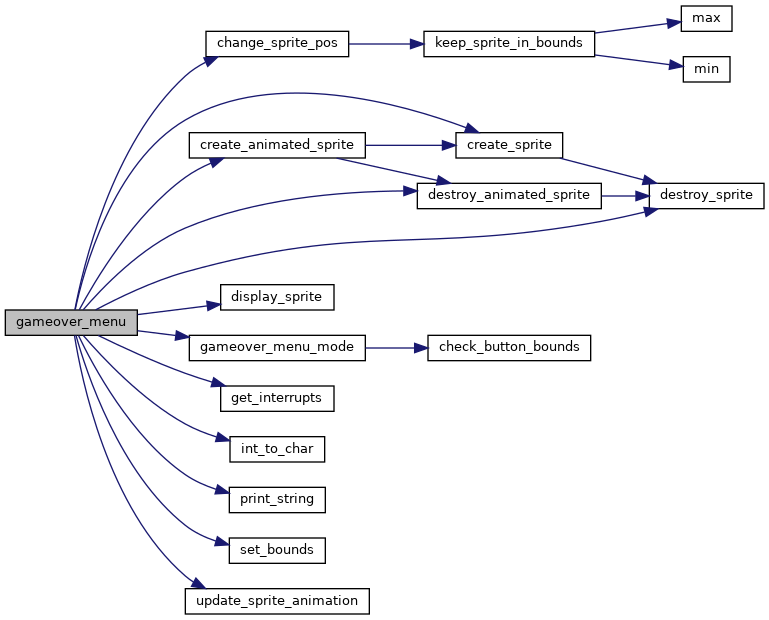 gameover_menu
change_sprite_pos
keep_sprite_in_bounds
max
min
create_animated_sprite
create_sprite
destroy_animated_sprite
destroy_sprite
display_sprite
gameover_menu_mode
check_button_bounds
get_interrupts
int_to_char
print_string
set_bounds
update_sprite_animation